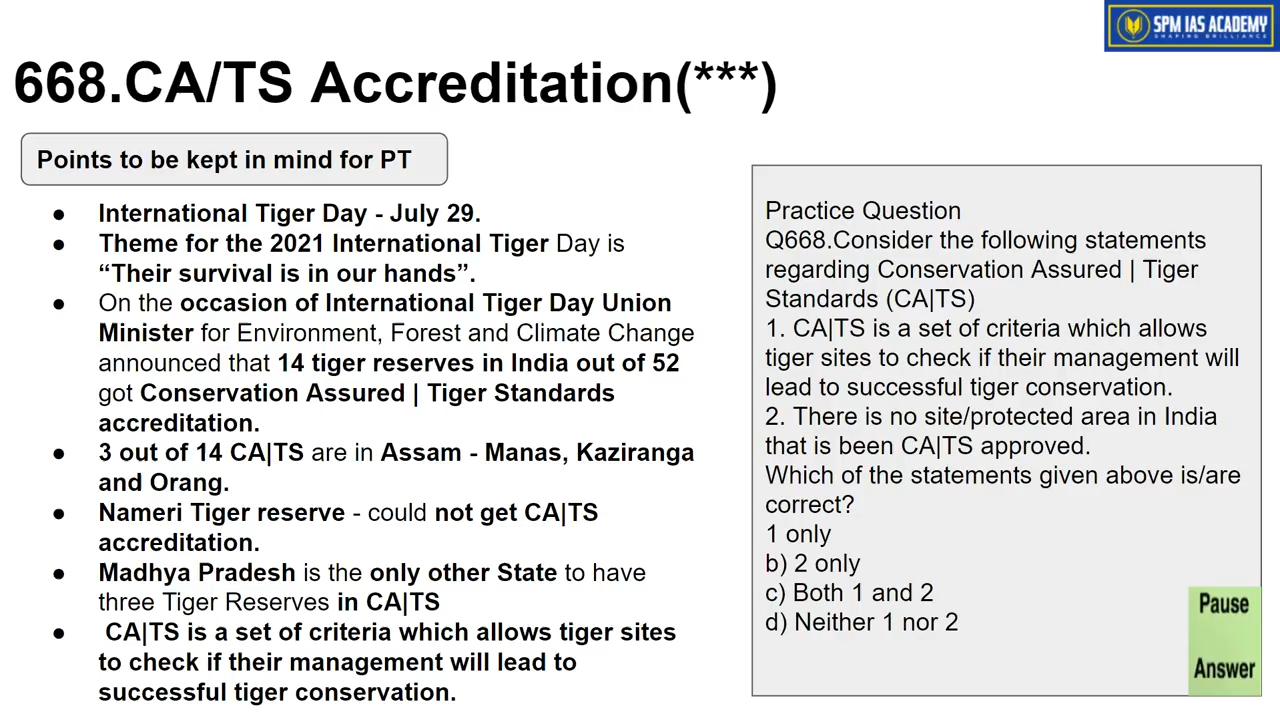 SPM IAS ACADEMY
SHAPING BRILLIANCE
668.CA/TS Accreditation(***)
Points to be kept in mind for PT
● International Tiger Day - July 29.
● Theme for the 2021 International Tiger Day is
“Their survival is in our hands”.
● On the occasion of International Tiger Day Union
Minister for Environment, Forest and Climate Change
announced that 14 tiger reserves in India out of 52
got Conservation Assured | Tiger Standards
accreditation.
● 3 out of 14 CA|TS are in Assam - Manas, Kaziranga
and Orang.
● Nameri Tiger reserve - could not get CA|TS
accreditation.
● Madhya Pradesh is the only other State to have
three Tiger Reserves in CA|TS
● CA|TS is a set of criteria which allows tiger sites
to check if their management will lead to
successful tiger conservation.
Practice Question
Q668.Consider the following statements
regarding Conservation Assured | Tiger
Standards (CA|TS)
1. CA|TS is a set of criteria which allows
tiger sites to check if their management will
lead to successful tiger conservation.
2. There is no site/protected area in India
that is been CA|TS approved.
Which of the statements given above is/are
correct?
1 only
b) 2 only
c) Both 1 and 2
d) Neither 1 nor 2
Pause
Answer